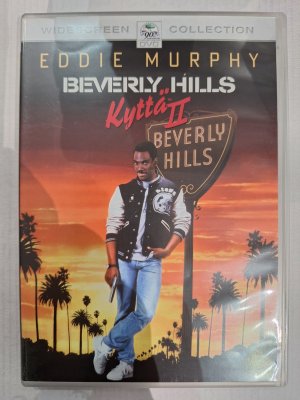 WIDESCREEN COLLECTION
DVD
EDDIE MURPHY
BEVERLY HILLS
Kyttä II
BEVERLY
HILLS